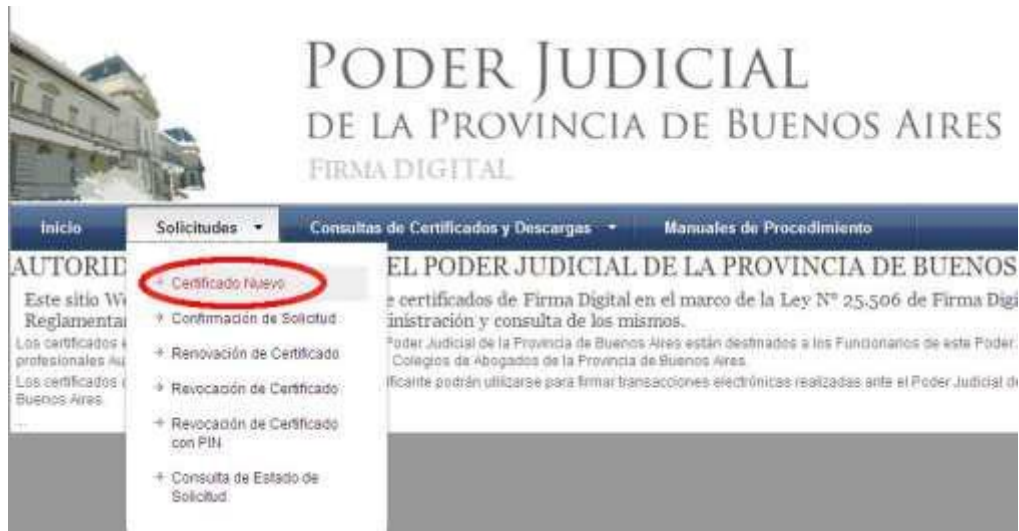 PODER JUDICIAL
DE LA PROVINCIA DE BUENOS AIRES
FIRMA DIGITAL
Inicio Solicitudes Consultas de Certificados y Descargas Manuales de Procedimiento
AUTORID EL PODER JUDICIAL DE LA PROVINCIA DE BUENOS
Certificado Nuevo
Este sitio We e certificados de Firma Digital en el marco de la Ley N° 25.506 de Firma Digi
Reglamentar inistración y consulta de los mismos.
Confirmación de Solicitud
Los certificados e Poder Judicial de la Provincia de Buenos Aires están destinados a los Funcionarios de este Poder.
profesionales Au Colegios de Abogados de la Provincia de Buenos Aires.
Renovación de Certificado
Los certificados ificante podrán utilizarse para firmar transacciones electrónicas realizadas ante el Poder Judicial de
Buenos Aires
...
Revocación de Certificado
Revocación de Certificado
con PIN
Consulta de Estado de
Solicitud